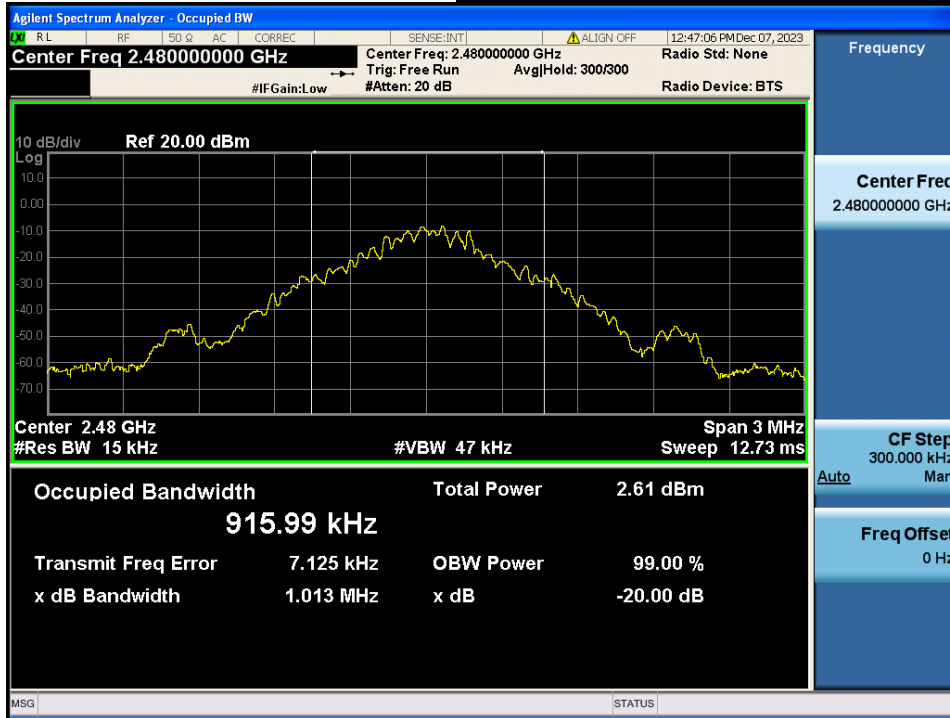 Agilent Spectrum Analyzer - Occupied BW
LXI RL RF 50 Ω AC CORREC SENSE:INT ALIGN OFF 12:47:06 PM Dec 07, 2023
Center Freq 2.480000000 GHz
Center Freq: 2.480000000 GHz Radio Std: None
Trig: Free Run Avg|Hold: 300/300
#IFGain:Low #Atten: 20 dB Radio Device: BTS
10 dB/div Ref 20.00 dBm
Log
10.0
0.00
-10.0
-20.0
-30.0
-40.0
-50.0
-60.0
-70.0
Center 2.48 GHz Span 3 MHz
#Res BW 15 kHz #VBW 47 kHz Sweep 12.73 ms
Occupied Bandwidth Total Power 2.61 dBm
915.99 kHz
Transmit Freq Error 7.125 kHz OBW Power 99.00 %
x dB Bandwidth 1.013 MHz x dB -20.00 dB
MSG STATUS
Frequency
Center Freq
2.480000000 GHz
CF Step
300.000 kHz
Auto Man
Freq Offset
0 Hz